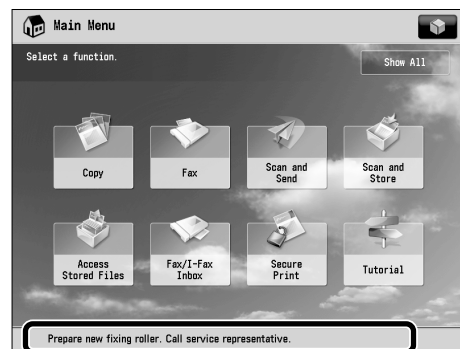 Main Menu
Select a function.
Show All
Copy
Fax
Scan and
Send
Scan and
Store
Access
Stored Files
Fax/I-Fax
Inbox
Secure
Print
Tutorial
Prepare new fixing roller. Call service representative.